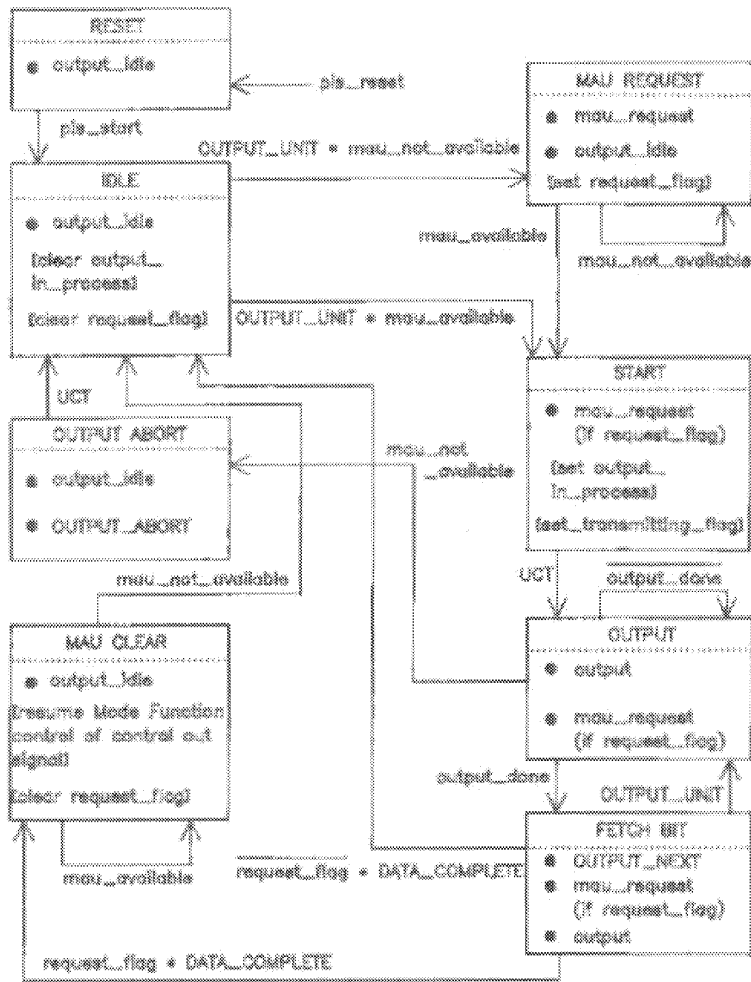 RESET
● output_idle
pls_reset
pls_start
MAU REQUEST
● mau_request
● output_idle
[set request_flag]
OUTPUT_UNIT * mau_not_available
IDLE
● output_idle
[clear output_
in_process]
[clear request_flag]
mau_available
mau_not_available
OUTPUT_UNIT * mau_available
START
● mau_request
(if request_flag)
[set output_
in_process]
[set_transmitting_flag]
UCT
OUTPUT ABORT
● output_idle
● OUTPUT_ABORT
mau_not
_available
UCT
output_done
mau_not_available
OUTPUT
● output
● mau_request
(if request_flag)
MAU CLEAR
● output_idle
[resume Mode Function
control of control out
signal]
[clear request_flag]
output_done
OUTPUT_UNIT
mau_available
request_flag * DATA_COMPLETE
FETCH BIT
● OUTPUT_NEXT
● mau_request
(if request_flag)
● output
request_flag * DATA_COMPLETE